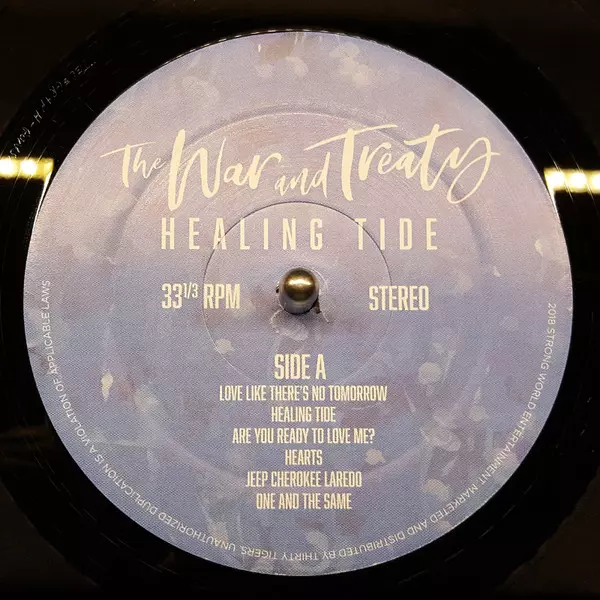 The War and Treaty
HEALING TIDE
33 1/3 RPM
STEREO
SIDE A
LOVE LIKE THERE'S NO TOMORROW
HEALING TIDE
ARE YOU READY TO LOVE ME?
HEARTS
JEEP CHEROKEE LAREDO
ONE AND THE SAME
2018 STRONG WORLD ENTERTAINMENT. MARKETED AND DISTRIBUTED BY THIRTY TIGERS. UNAUTHORIZED DUPLICATION IS A VIOLATION OF APPLICABLE LAWS